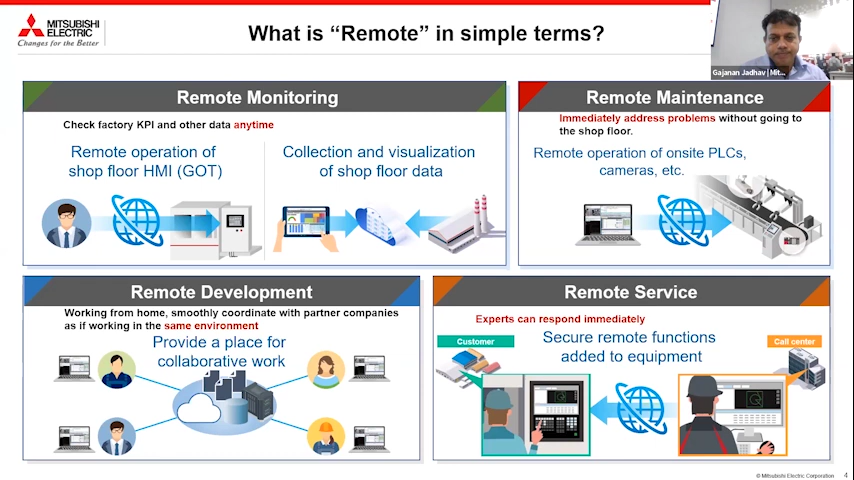 MITSUBISHI
ELECTRIC
Changes for the Better
What is “Remote” in simple terms?
Gajanan Jadhav | Mit...
Remote Monitoring
Check factory KPI and other data anytime
Remote operation of
shop floor HMI (GOT)
Collection and visualization
of shop floor data
Remote Maintenance
Immediately address problems without going to
the shop floor.
Remote operation of onsite PLCs,
cameras, etc.
Remote Development
Working from home, smoothly coordinate with partner companies
as if working in the same environment
Provide a place for
collaborative work
Remote Service
Experts can respond immediately
Customer
Secure remote functions
added to equipment
Call center
© Mitsubishi Electric Corporation
4